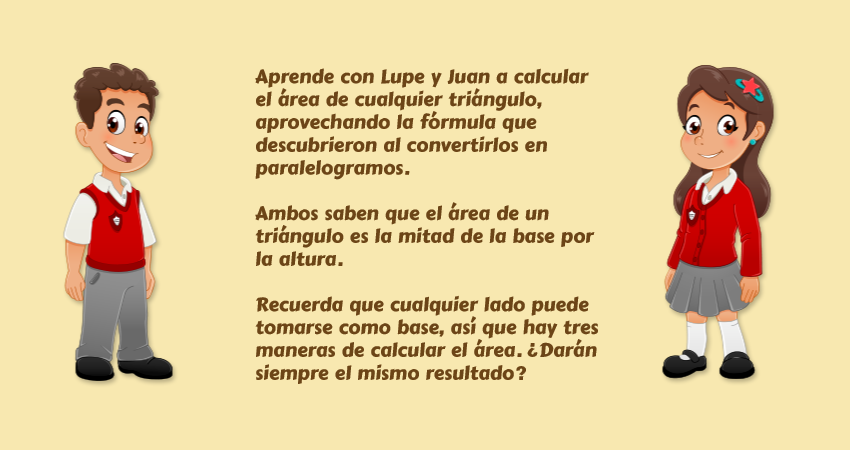 Aprende con Lupe y Juan a calcular
el área de cualquier triángulo,
aprovechando la fórmula que
descubrieron al convertirlos en
paralelogramos.
Ambos saben que el área de un
triángulo es la mitad de la base por
la altura.
Recuerda que cualquier lado puede
tomarse como base, así que hay tres
maneras de calcular el área. ¿Darán
siempre el mismo resultado?